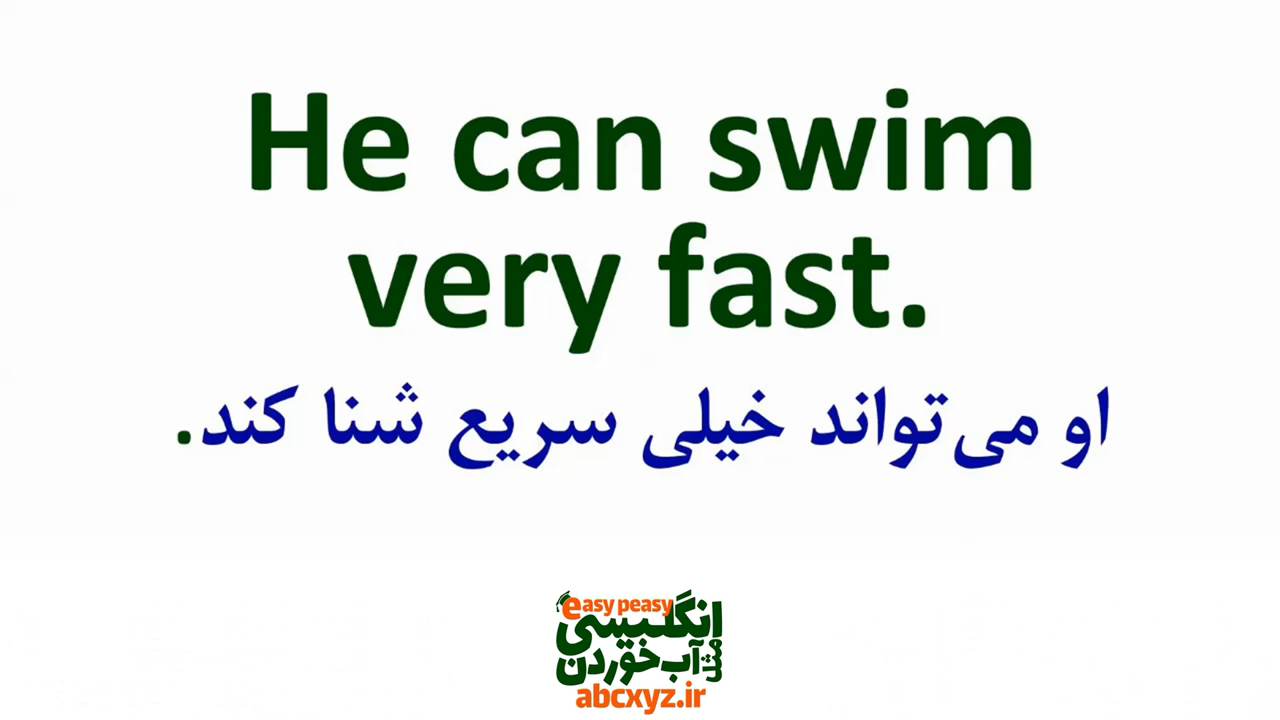 He can swim
very fast.
او می‌تواند خیلی سریع شنا کند.
easy peasy
انگلیسی
مثل آب خوردن
abcxyz.ir